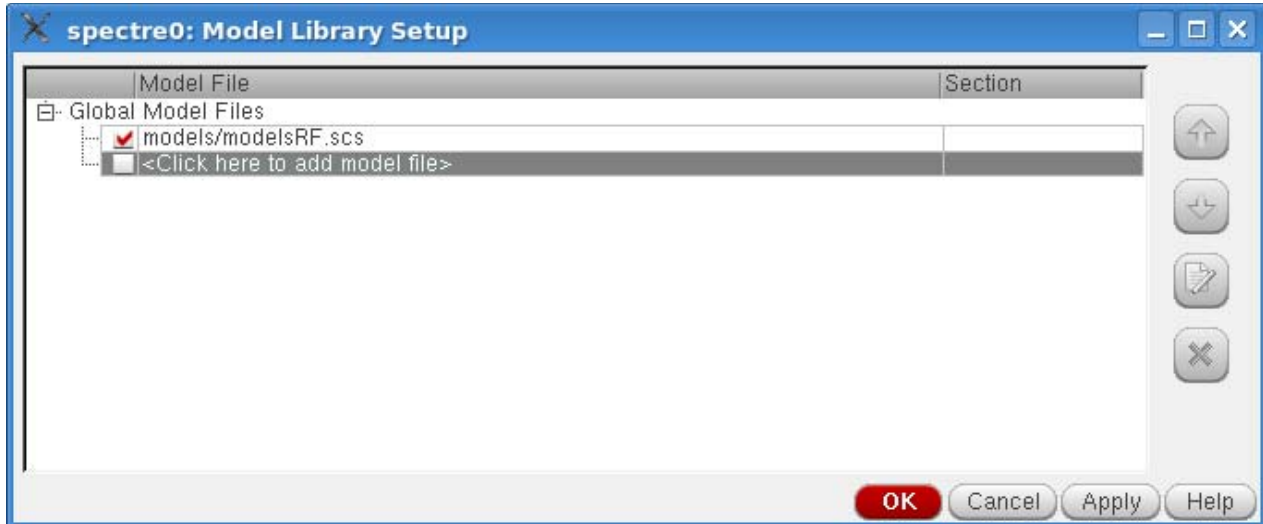 spectre0: Model Library Setup
Model File Section
Global Model Files
models/modelsRF.scs
<Click here to add model file>
OK Cancel Apply Help